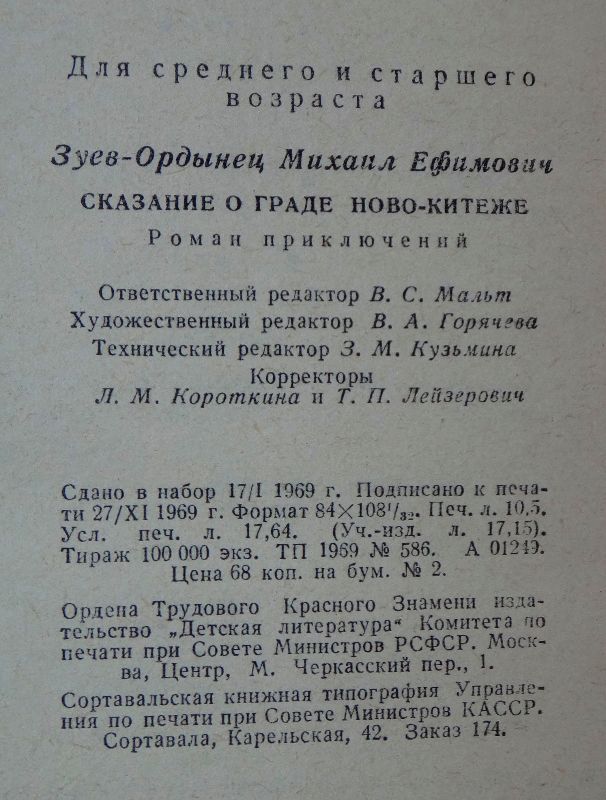 Для среднего и старшего
возраста
Зуев-Ордынец Михаил Ефимович
СКАЗАНИЕ О ГРАДЕ НОВО-КИТЕЖЕ
Роман приключений
Ответственный редактор В. С. Мальт
Художественный редактор В. А. Горячева
Технический редактор З. М. Кузьмина
Корректоры
Л. М. Короткина и Т. П. Лейзерович
Сдано в набор 17/I 1969 г. Подписано к печа-
ти 27/XI 1969 г. Формат 84×108¹/₃₂. Печ. л. 10,5.
Усл. печ. л. 17,64. (Уч.-изд. л. 17,15).
Тираж 100 000 экз. ТП 1969 № 586. А 01249.
Цена 68 коп. на бум. № 2.
Ордена Трудового Красного Знамени изда-
тельство „Детская литература“ Комитета по
печати при Совете Министров РСФСР. Моск-
ва, Центр, М. Черкасский пер., 1.
Сортавальская книжная типография Управле-
ния по печати при Совете Министров КАССР.
Сортавала, Карельская, 42. Заказ 174.